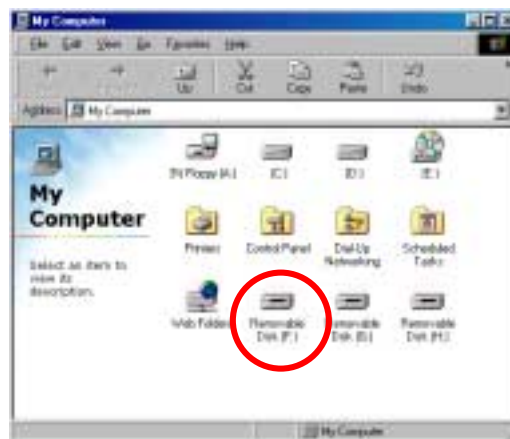 My Computer
File Edit View Go Favorites Help
Up Cut Copy Paste Undo
Address My Computer
3½ Floppy (A:) (C:) (D:) (E:)
My
Computer
Printers Control Panel Dial-Up Networking Scheduled Tasks
Select an item to
view its
description.
Web Folders Removable Disk (F:) Removable Disk (G:) Removable Disk (H:)
My Computer